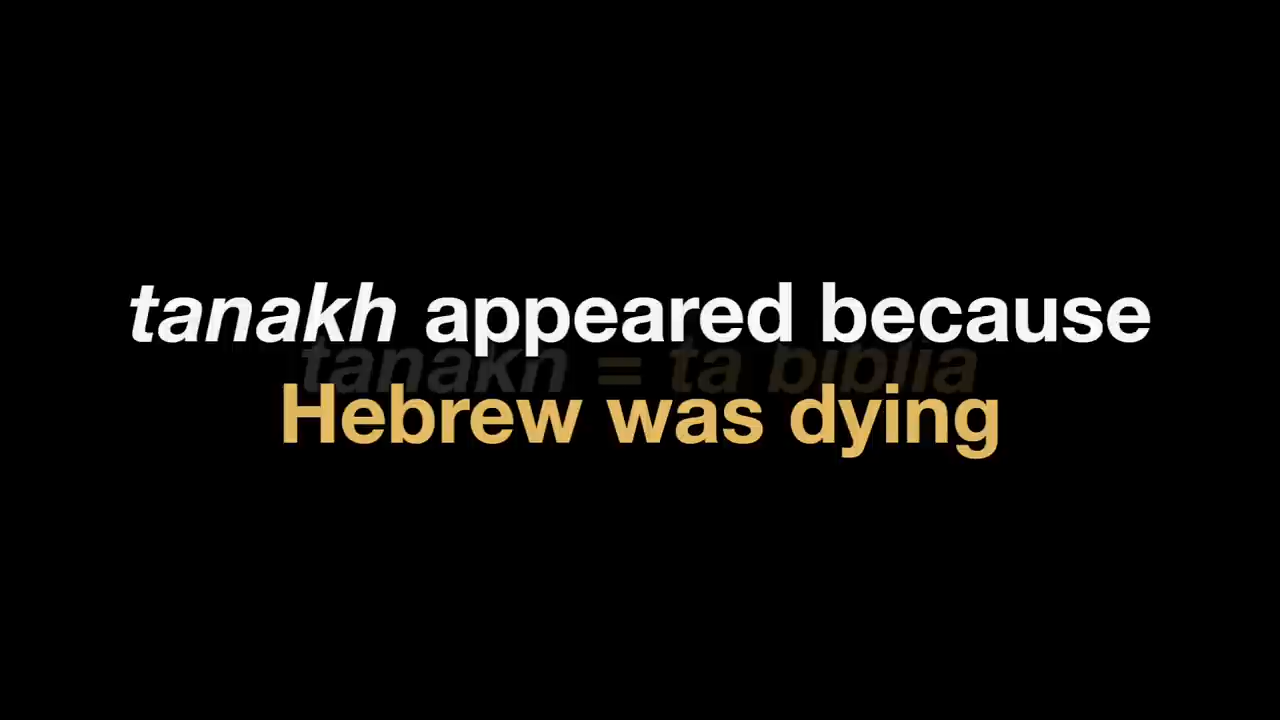 tanakh appeared because
tanakh = ta biblia
Hebrew was dying